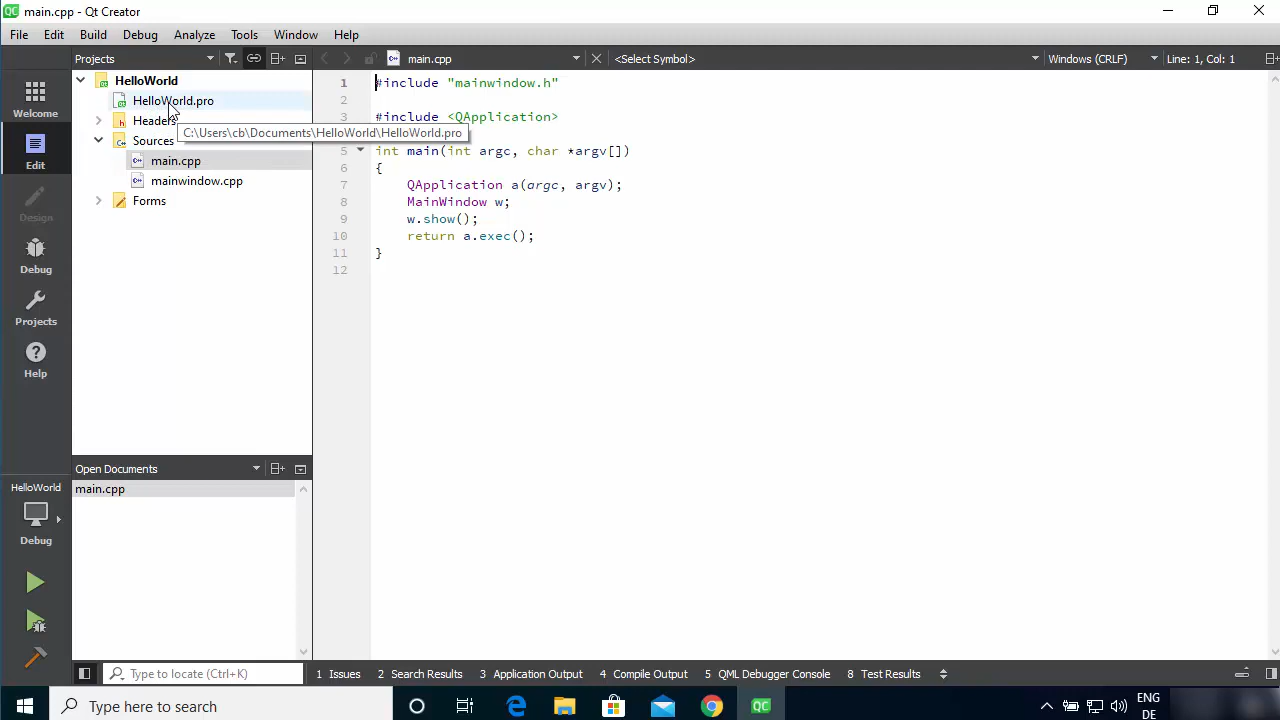 QC main.cpp - Qt Creator
File Edit View Build Debug Analyze Tools Window Help
Projects
main.cpp
<Select Symbol>
Windows (CRLF)
Line: 1, Col: 1
Welcome
Edit
Design
Debug
Projects
Help
HelloWorld
Debug
HelloWorld
HelloWorld.pro
Headers
C:\Users\cb\Documents\HelloWorld\HelloWorld.pro
Sources
main.cpp
mainwindow.cpp
Forms
Open Documents
main.cpp
1 #include "mainwindow.h"
2
3 #include <QApplication>
5 int main(int argc, char *argv[])
6 {
7 QApplication a(argc, argv);
8 MainWindow w;
9 w.show();
10 return a.exec();
11 }
12
Type to locate (Ctrl+K)
1 Issues 2 Search Results 3 Application Output 4 Compile Output 5 QML Debugger Console 8 Test Results
Type here to search
QC
ENG
DE